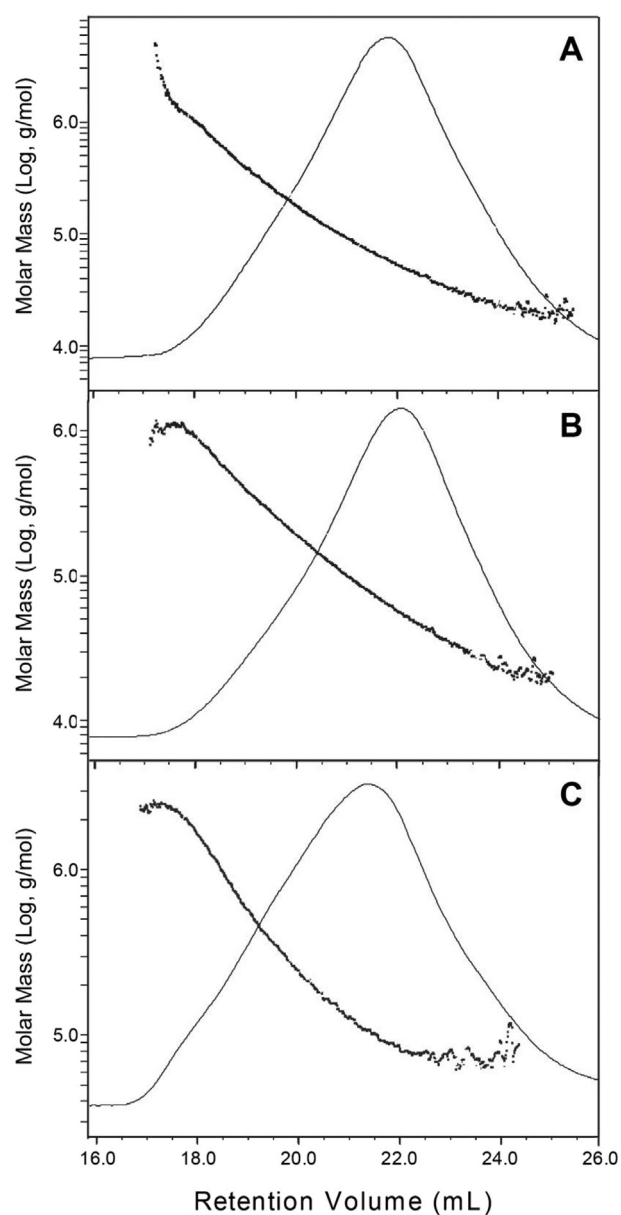 A
Molar Mass (Log, g/mol)
6.0
5.0
4.0
B
Molar Mass (Log, g/mol)
6.0
5.0
4.0
C
Molar Mass (Log, g/mol)
6.0
5.0
16.0 18.0 20.0 22.0 24.0 26.0
Retention Volume (mL)